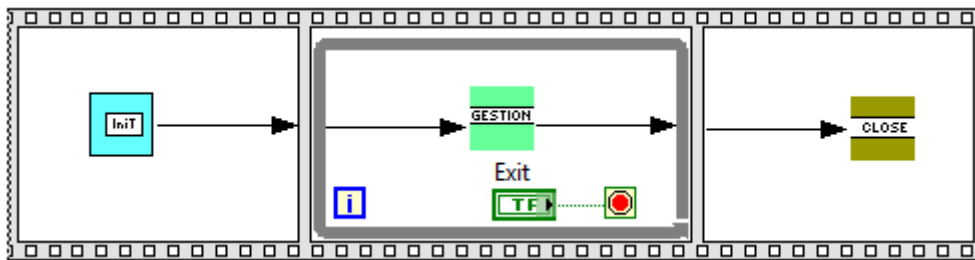 InIT
GESTION
CLOSE
Exit
i
TF